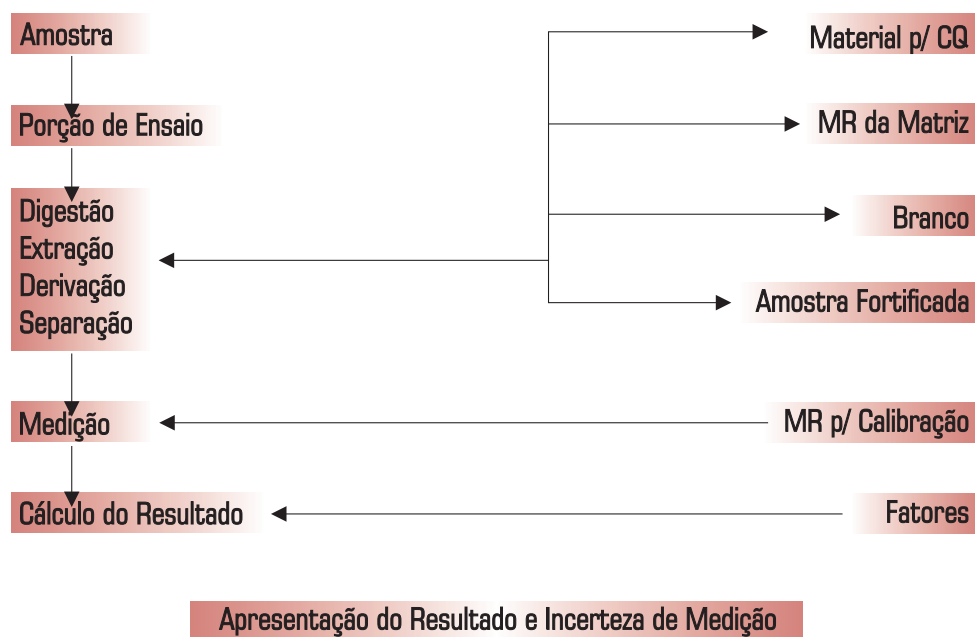 Amostra
Porção de Ensaio
Digestão
Extração
Derivação
Separação
Medição
Cálculo do Resultado
Material p/ CQ
MR da Matriz
Branco
Amostra Fortificada
MR p/ Calibração
Fatores
Apresentação do Resultado e Incerteza de Medição